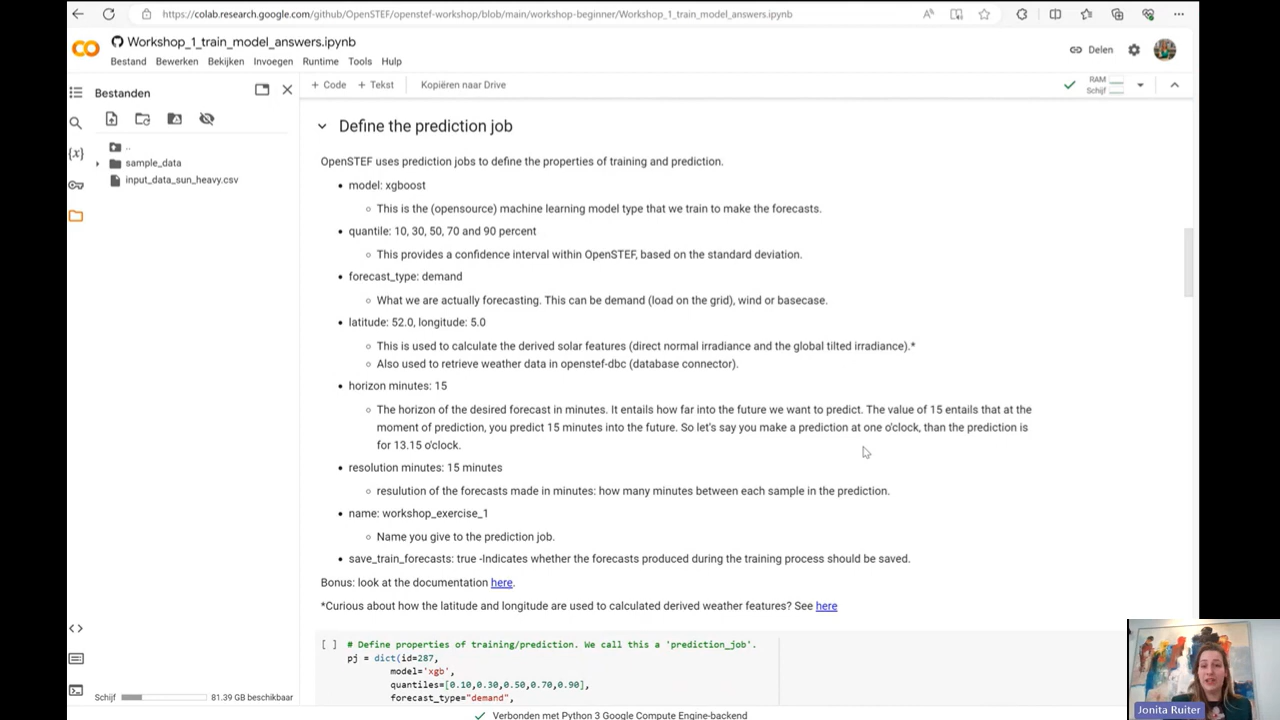 https://colab.research.google.com/github/OpenSTEF/openstef-workshop/blob/main/workshop-beginner/Workshop_1_train_model_answers.ipynb
Workshop_1_train_model_answers.ipynb
Delen
Bestand Bewerken Bekijken Invoegen Runtime Tools Help
Bestanden
+ Code + Tekst Kopiëren naar Drive
RAM
Schijf
..
sample_data
input_data_sun_heavy.csv
Define the prediction job
OpenSTEF uses prediction jobs to define the properties of training and prediction.
• model: xgboost
This is the (opensource) machine learning model type that we train to make the forecasts.
• quantile: 10, 30, 50, 70 and 90 percent
This provides a confidence interval within OpenSTEF, based on the standard deviation.
• forecast_type: demand
What we are actually forecasting. This can be demand (load on the grid), wind or basecase.
• latitude: 52.0, longitude: 5.0
This is used to calculate the derived solar features (direct normal irradiance and the global tilted irradiance).*
Also used to retrieve weather data in openstef-dbc (database connector).
• horizon minutes: 15
The horizon of the desired forecast in minutes. It entails how far into the future we want to predict. The value of 15 entails that at the
moment of prediction, you predict 15 minutes into the future. So let's say you make a prediction at one o'clock, than the prediction is
for 13.15 o'clock.
• resolution minutes: 15 minutes
resulution of the forecasts made in minutes: how many minutes between each sample in the prediction.
• name: workshop_exercise_1
Name you give to the prediction job.
• save_train_forecasts: true -Indicates whether the forecasts produced during the training process should be saved.
Bonus: look at the documentation here.
*Curious about how the latitude and longitude are used to calculated derived weather features? See here
[ ] # Define properties of training/prediction. We call this a 'prediction_job'.
pj = dict(id=287,
model='xgb',
quantiles=[0.10,0.30,0.50,0.70,0.90],
forecast_type="demand",
Schijf 81.39 GB beschikbaar
Verbonden met Python 3 Google Compute Engine-backend
Jonita Ruiter